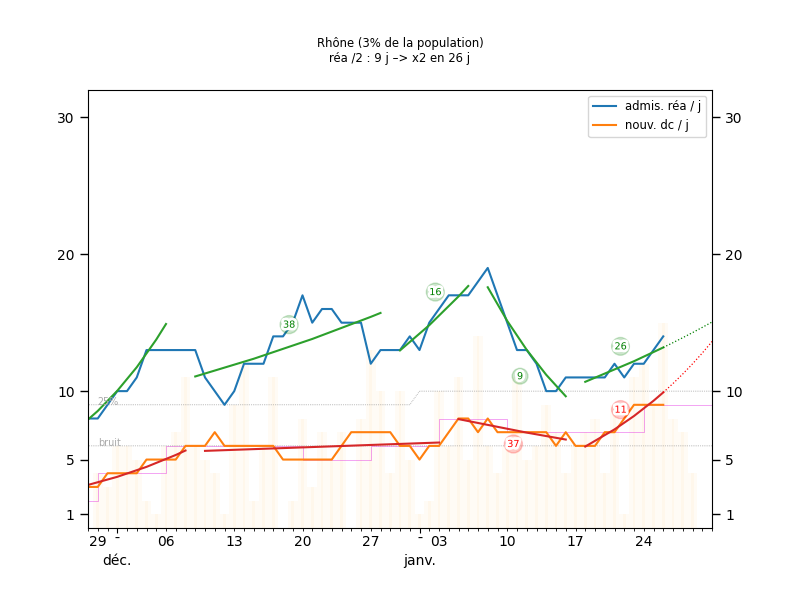 Rhône (3% de la population)
réa /2 : 9 j –> x2 en 26 j
admis. réa / j
nouv. dc / j
30
30
20
20
16
38
26
9
10
10
25%
11
bruit
37
5
5
1
1
29 - 06 13 20 27 - 03 10 17 24
déc. janv.